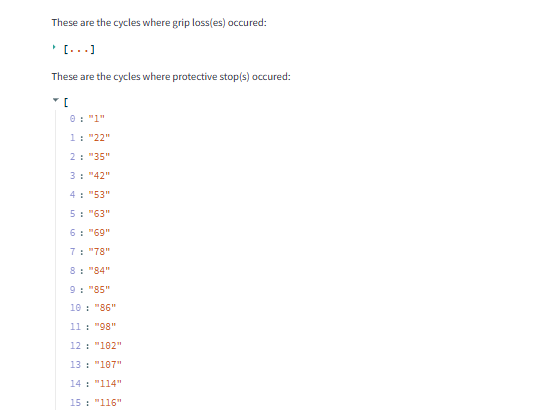 These are the cycles where grip loss(es) occured:
[...]
These are the cycles where protective stop(s) occured:
[
0 : "1"
1 : "22"
2 : "35"
3 : "42"
4 : "53"
5 : "63"
6 : "69"
7 : "78"
8 : "84"
9 : "85"
10 : "86"
11 : "98"
12 : "102"
13 : "107"
14 : "114"
15 : "116"